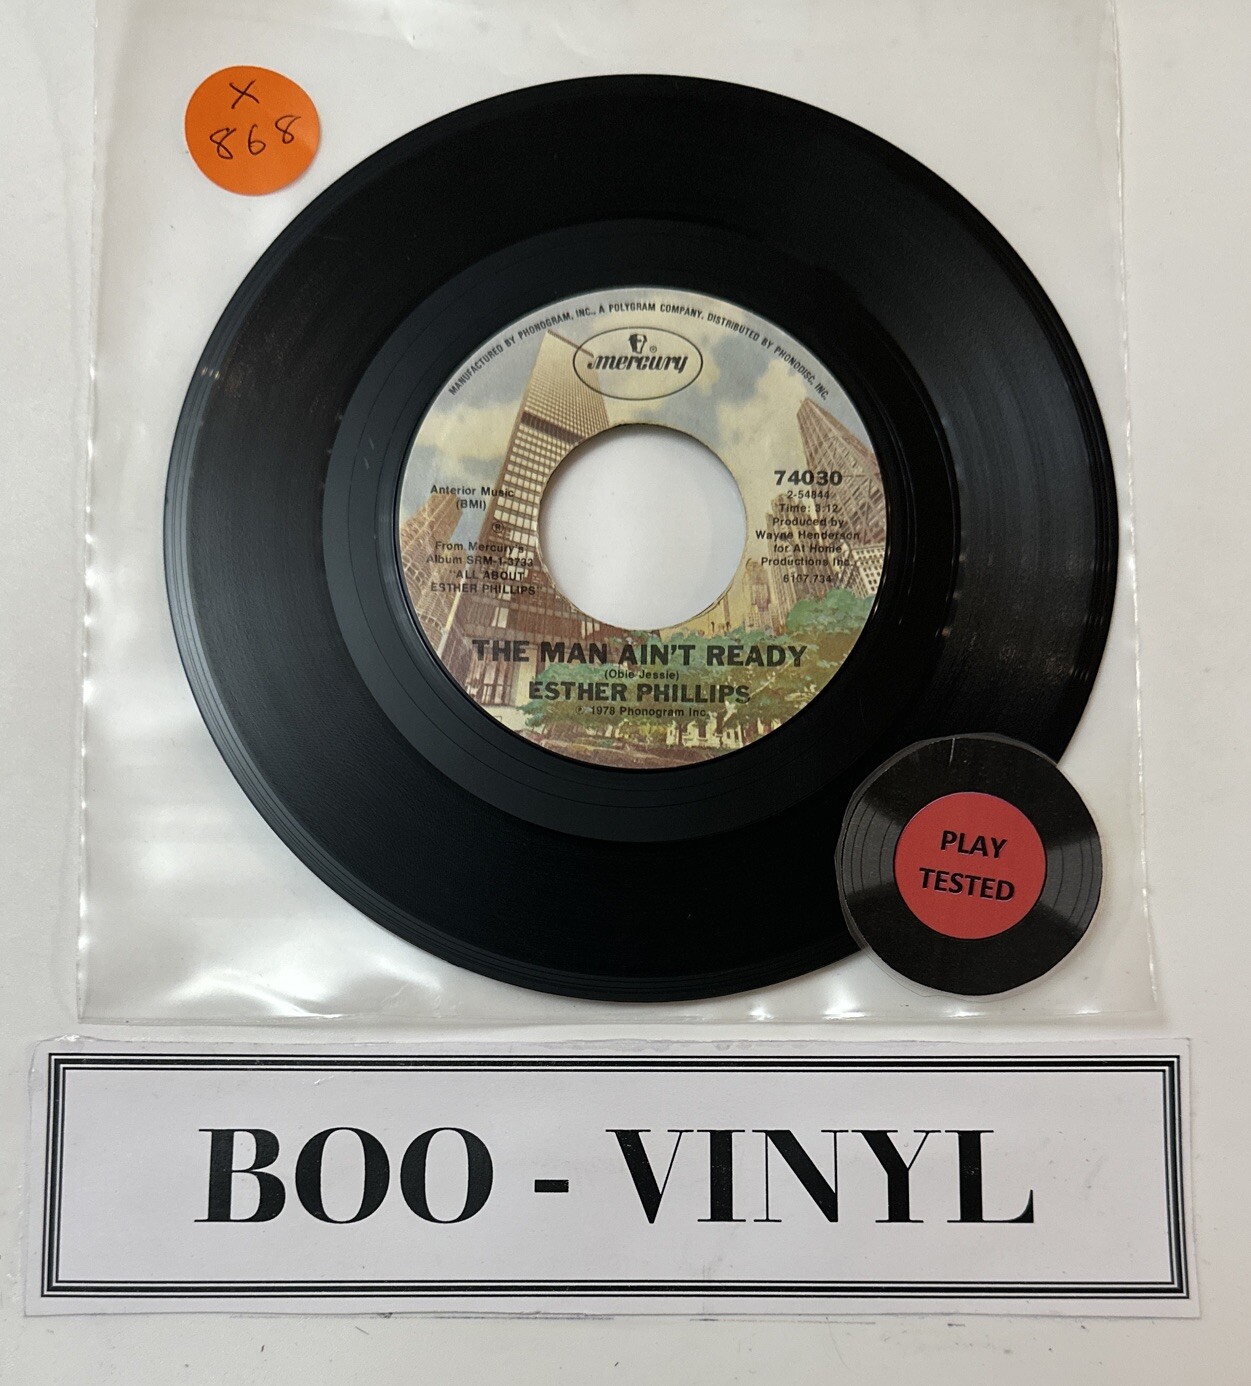 X
868
MANUFACTURED BY PHONOGRAM, INC., A POLYGRAM COMPANY. DISTRIBUTED BY PHONODISC, INC.
mercury ®
Anterior Music
(BMI)
From Mercury's
Album SRM-1-3733
"ALL ABOUT
ESTHER PHILLIPS"
74030
2-54844
Time: 3:12
Produced by
Wayne Henderson
for At Home
Productions Inc.
6167.734
THE MAN AIN'T READY
(Obie Jessie)
ESTHER PHILLIPS
℗ 1978 Phonogram Inc.
PLAY
TESTED
BOO - VINYL